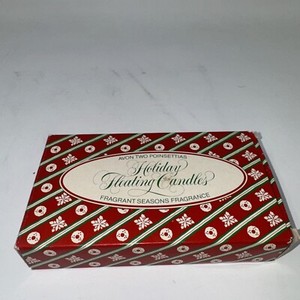 AVON TWO POINSETTIAS
Holiday
Floating Candles
FRAGRANT SEASONS FRAGRANCE